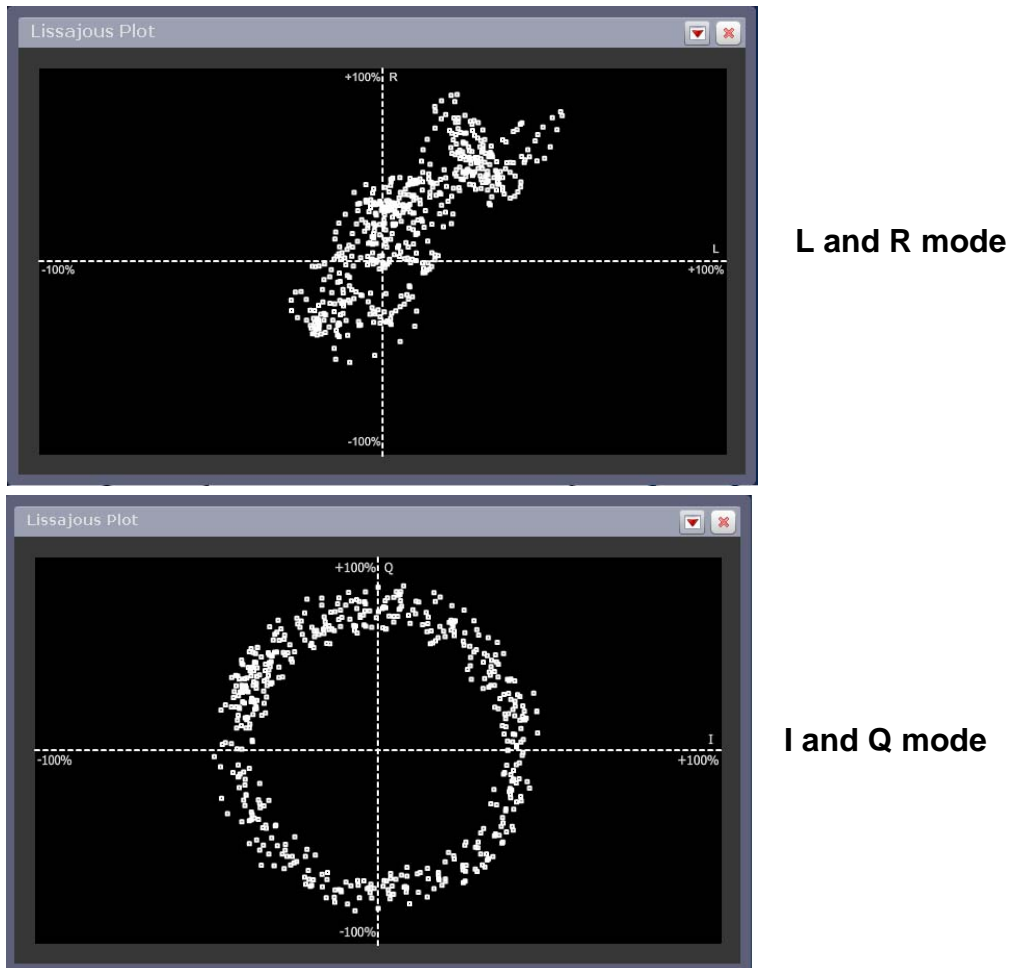 Lissajous Plot
+100% R
L
-100%
+100%
-100%
L and R mode
Lissajous Plot
+100% Q
I
-100%
+100%
-100%
I and Q mode